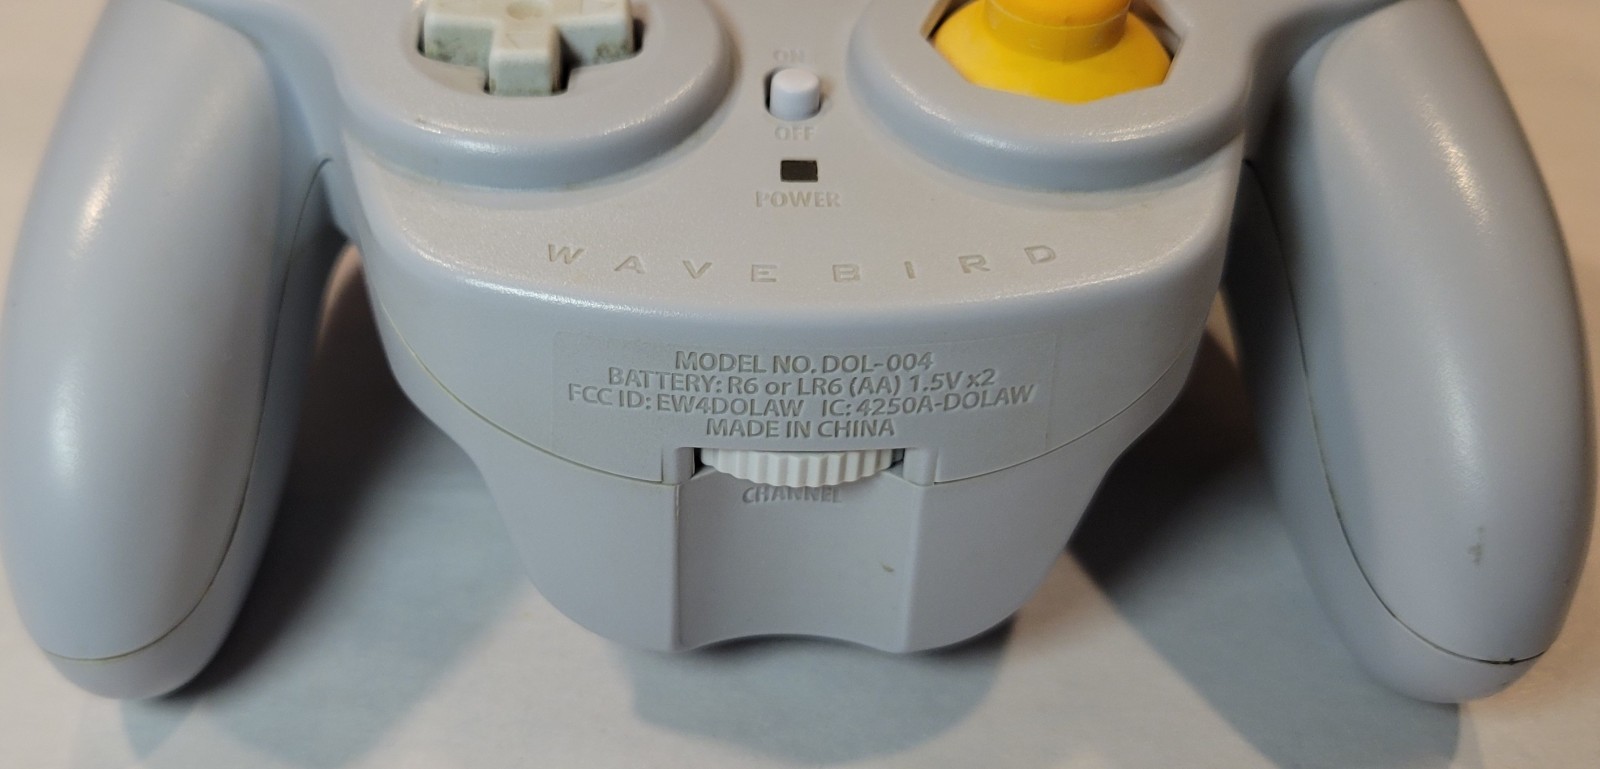 ON
OFF
POWER
WAVEBIRD
MODEL NO. DOL-004
BATTERY: R6 or LR6 (AA) 1.5V x2
FCC ID: EW4DOLAW IC: 4250A-DOLAW
MADE IN CHINA
CHANNEL